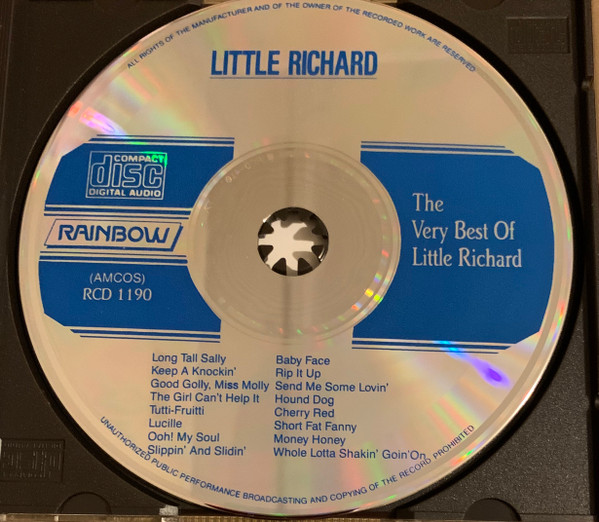 ALL RIGHTS OF THE MANUFACTURER AND OF THE OWNER OF THE RECORDED WORK ARE RESERVED
LITTLE RICHARD
COMPACT
disc
DIGITAL AUDIO
RAINBOW
(AMCOS)
RCD 1190
The
Very Best Of
Little Richard
Long Tall Sally
Keep A Knockin'
Good Golly, Miss Molly
The Girl Can't Help It
Tutti-Fruitti
Lucille
Ooh! My Soul
Slippin' And Slidin'
Baby Face
Rip It Up
Send Me Some Lovin'
Hound Dog
Cherry Red
Short Fat Fanny
Money Honey
Whole Lotta Shakin' Goin'On
UNAUTHORIZED PUBLIC PERFORMANCE BROADCASTING AND COPYING OF THE RECORD PROHIBITED